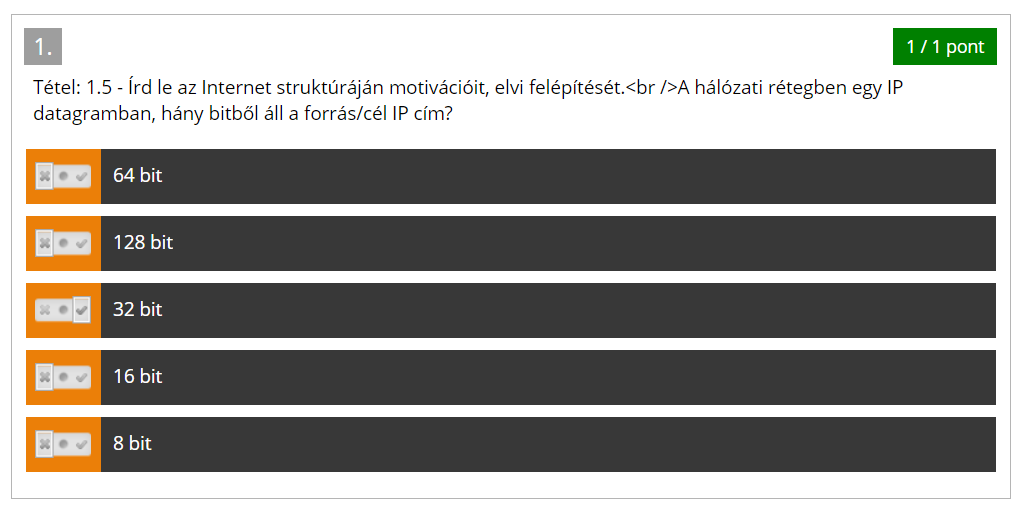 1.
1 / 1 pont
Tétel: 1.5 - Írd le az Internet struktúráján motivációit, elvi felépítését.<br />A hálózati rétegben egy IP
datagramban, hány bitből áll a forrás/cél IP cím?
64 bit
128 bit
32 bit
16 bit
8 bit